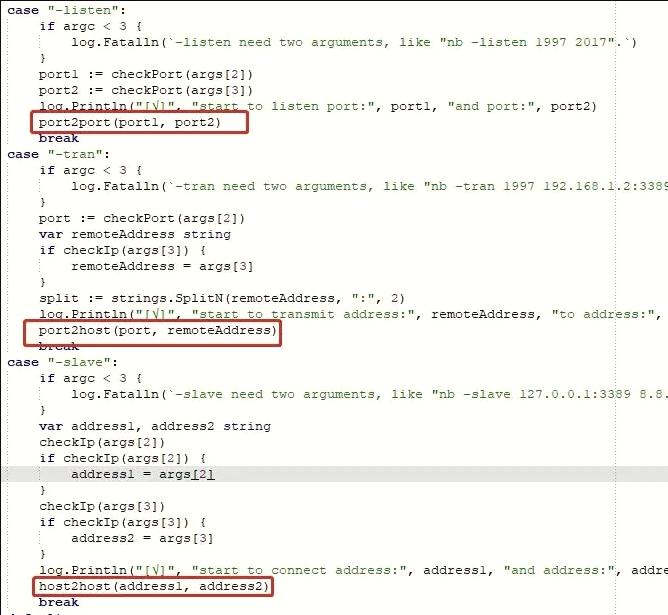 case "-listen":
if argc < 3 {
log.Fatalln(`-listen need two arguments, like "nb -listen 1997 2017".`)
}
port1 := checkPort(args[2])
port2 := checkPort(args[3])
log.Println("[√]", "start to listen port:", port1, "and port:", port2)
port2port(port1, port2)
break
case "-tran":
if argc < 3 {
log.Fatalln(`-tran need two arguments, like "nb -tran 1997 192.168.1.2:3389
}
port := checkPort(args[2])
var remoteAddress string
if checkIp(args[3]) {
remoteAddress = args[3]
}
split := strings.SplitN(remoteAddress, ":", 2)
log.Println("[√]", "start to transmit address:", remoteAddress, "to address:",
port2host(port, remoteAddress)
break
case "-slave":
if argc < 3 {
log.Fatalln(`-slave need two arguments, like "nb -slave 127.0.0.1:3389 8.8.
}
var address1, address2 string
checkIp(args[2])
if checkIp(args[2]) {
address1 = args[2]
}
checkIp(args[3])
if checkIp(args[3]) {
address2 = args[3]
}
log.Println("[√]", "start to connect address:", address1, "and address:", addre
host2host(address1, address2)
break